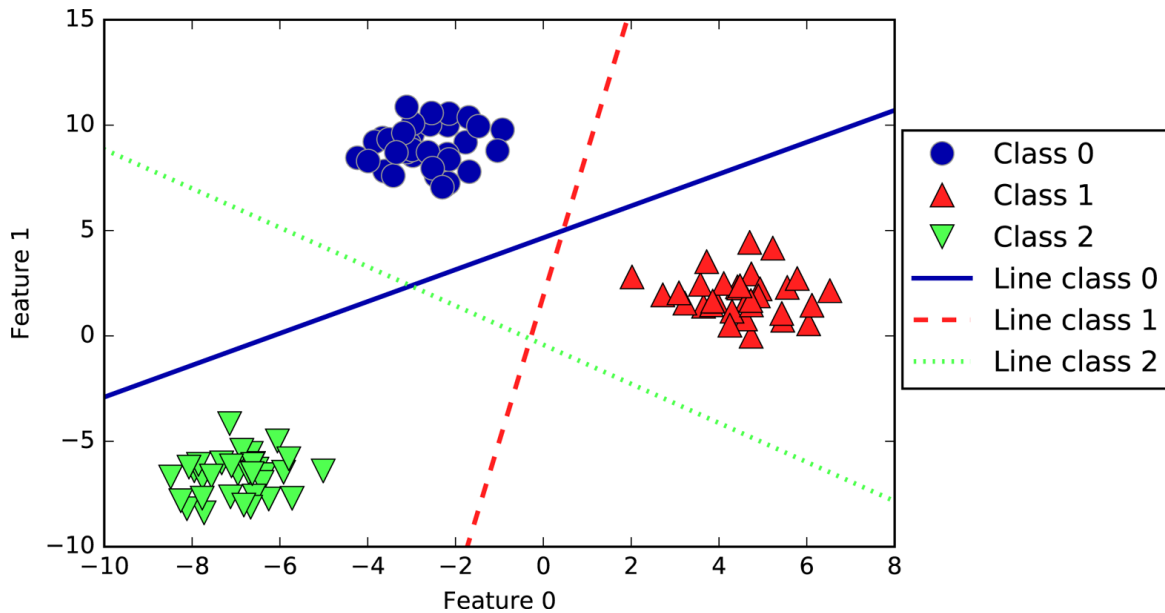 15
10
5
0
−5
−10
Feature 1
−10
−8
−6
−4
−2
0
2
4
6
8
Feature 0
Class 0
Class 1
Class 2
Line class 0
Line class 1
Line class 2